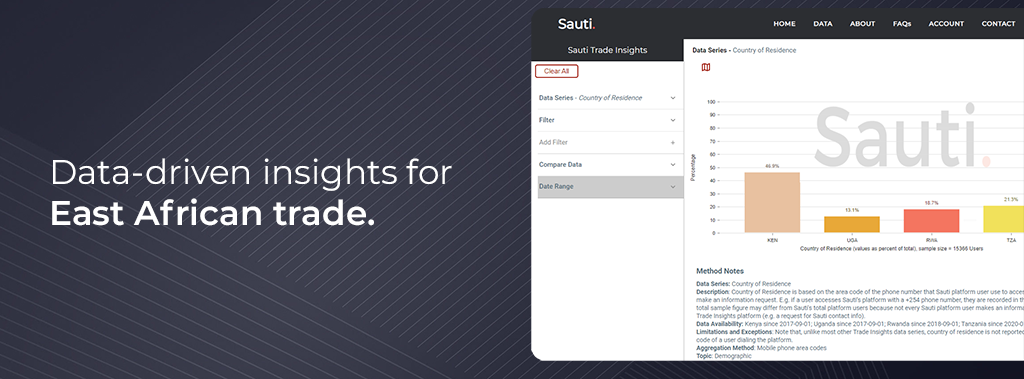 Data-driven insights for
East African trade.
Sauti.
HOME DATA ABOUT FAQs ACCOUNT CONTACT
Sauti Trade Insights
Clear All
Data Series - Country of Residence
Filter
Add Filter +
Compare Data
Date Range
Data Series - Country of Residence
Sauti.
100
90
80
70
60
50
40
30
20
10
0
Percentage
46.9%
13.1%
18.7%
21.3%
KEN UGA RWA TZA
Country of Residence (values as percent of total), sample size = 15366 Users
Method Notes
Data Series: Country of Residence
Description: Country of Residence is based on the area code of the phone number that Sauti platform user use to acces
make an information request. E.g. if a user accesses Sauti's platform with a +254 phone number, they are recorded in th
total sample figure may differ from Sauti's total platform users because not every Sauti platform user makes an informa
Trade Insights platform (e.g. a request for Sauti contact info).
Data Availability: Kenya since 2017-09-01; Uganda since 2017-09-01; Rwanda since 2018-09-01; Tanzania since 2020-0
Limitations and Exceptions: Note that, unlike most other Trade Insights data series, country of residence is not reported
code of a user dialing the platform.
Aggregation Method: Mobile phone area codes
Topic: Demographic